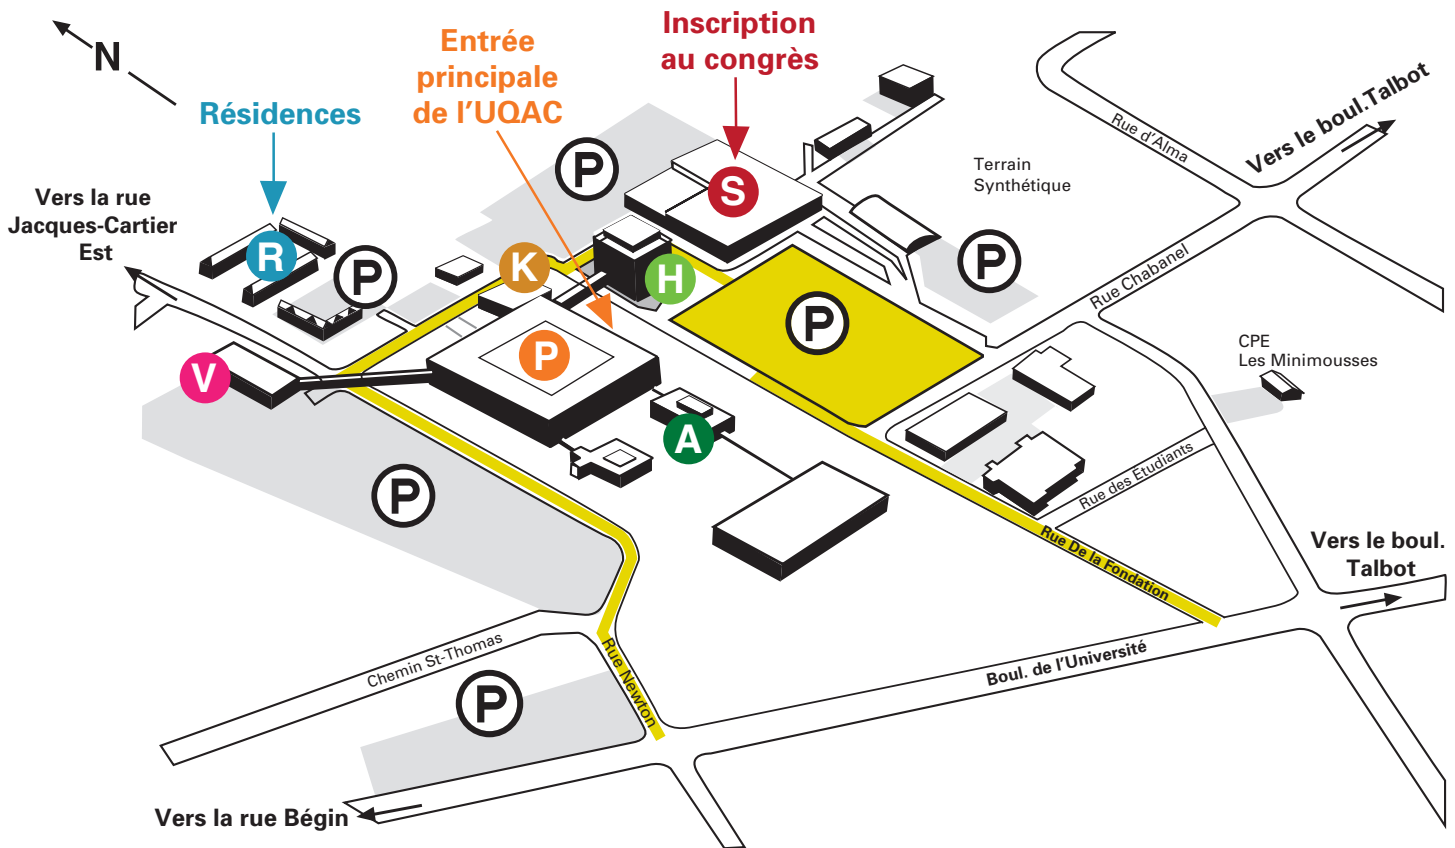 N
Résidences
Entrée
principale
de l’UQAC
Inscription
au congrès
Vers la rue
Jacques-Cartier
Est
Rue d’Alma
Vers le boul.Talbot
Terrain
Synthétique
P
S
R
P
K
H
P
P
Rue Chabanel
V
P
P
A
CPE
Les Minimousses
P
Rue des Etudiants
Rue De la Fondation
Vers le boul.
Talbot
Chemin St-Thomas
Rue Newton
Boul. de l’Université
P
Vers la rue Bégin